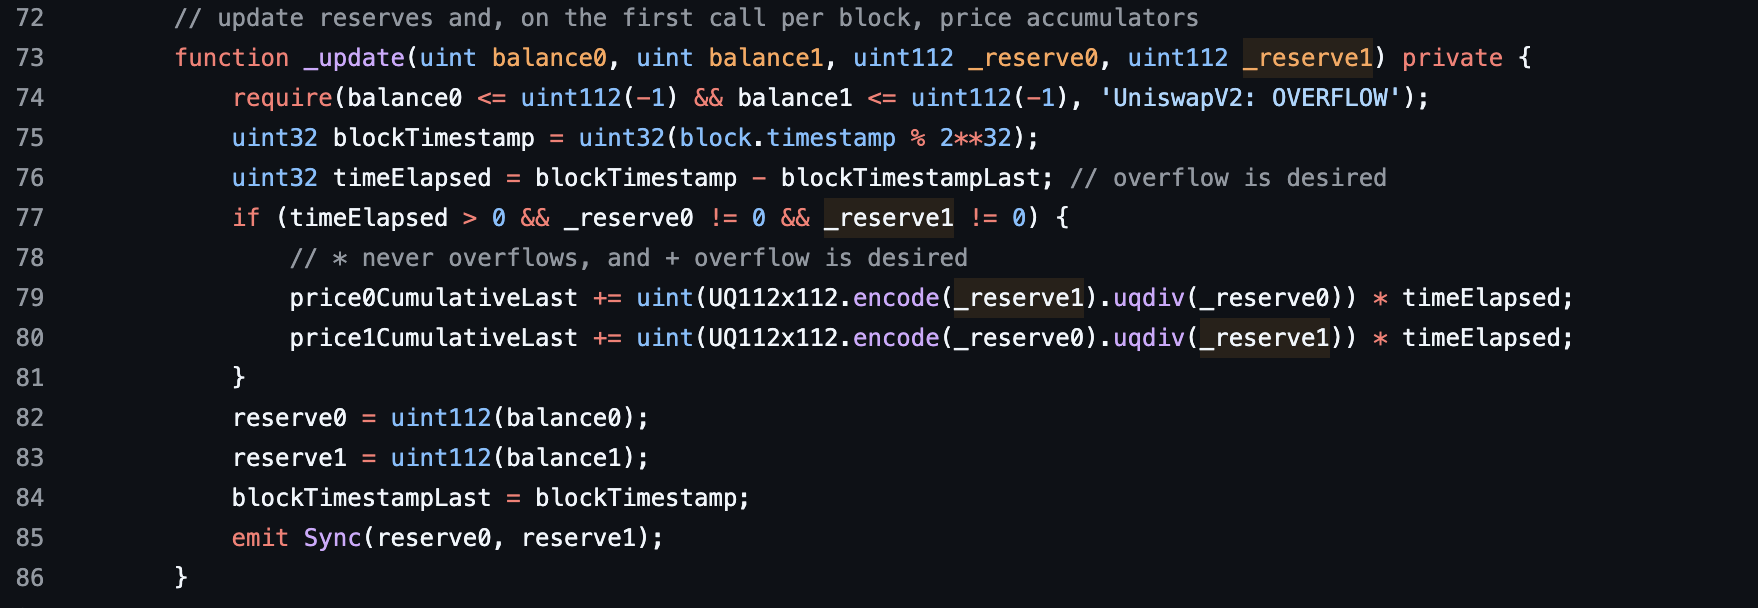 72 // update reserves and, on the first call per block, price accumulators
73 function _update(uint balance0, uint balance1, uint112 _reserve0, uint112 _reserve1) private {
74 require(balance0 <= uint112(-1) && balance1 <= uint112(-1), 'UniswapV2: OVERFLOW');
75 uint32 blockTimestamp = uint32(block.timestamp % 2**32);
76 uint32 timeElapsed = blockTimestamp - blockTimestampLast; // overflow is desired
77 if (timeElapsed > 0 && _reserve0 != 0 && _reserve1 != 0) {
78 // * never overflows, and + overflow is desired
79 price0CumulativeLast += uint(UQ112x112.encode(_reserve1).uqdiv(_reserve0)) * timeElapsed;
80 price1CumulativeLast += uint(UQ112x112.encode(_reserve0).uqdiv(_reserve1)) * timeElapsed;
81 }
82 reserve0 = uint112(balance0);
83 reserve1 = uint112(balance1);
84 blockTimestampLast = blockTimestamp;
85 emit Sync(reserve0, reserve1);
86 }